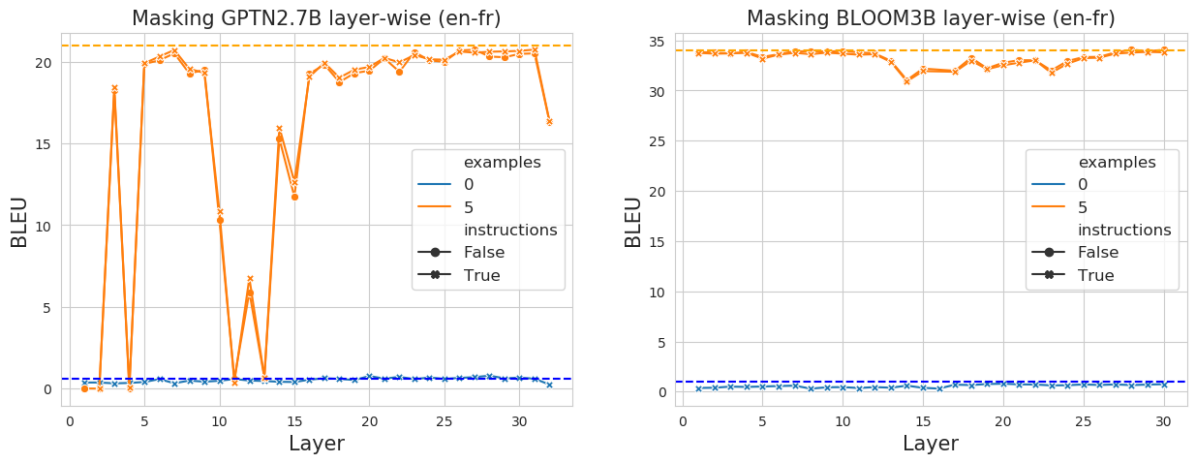 Masking GPTN2.7B layer-wise (en-fr)
20
15
10
5
0
BLEU
0 5 10 15 20 25 30
Layer
examples
0
5
instructions
False
True
Masking BLOOM3B layer-wise (en-fr)
35
30
25
20
15
10
5
0
BLEU
0 5 10 15 20 25 30
Layer
examples
0
5
instructions
False
True